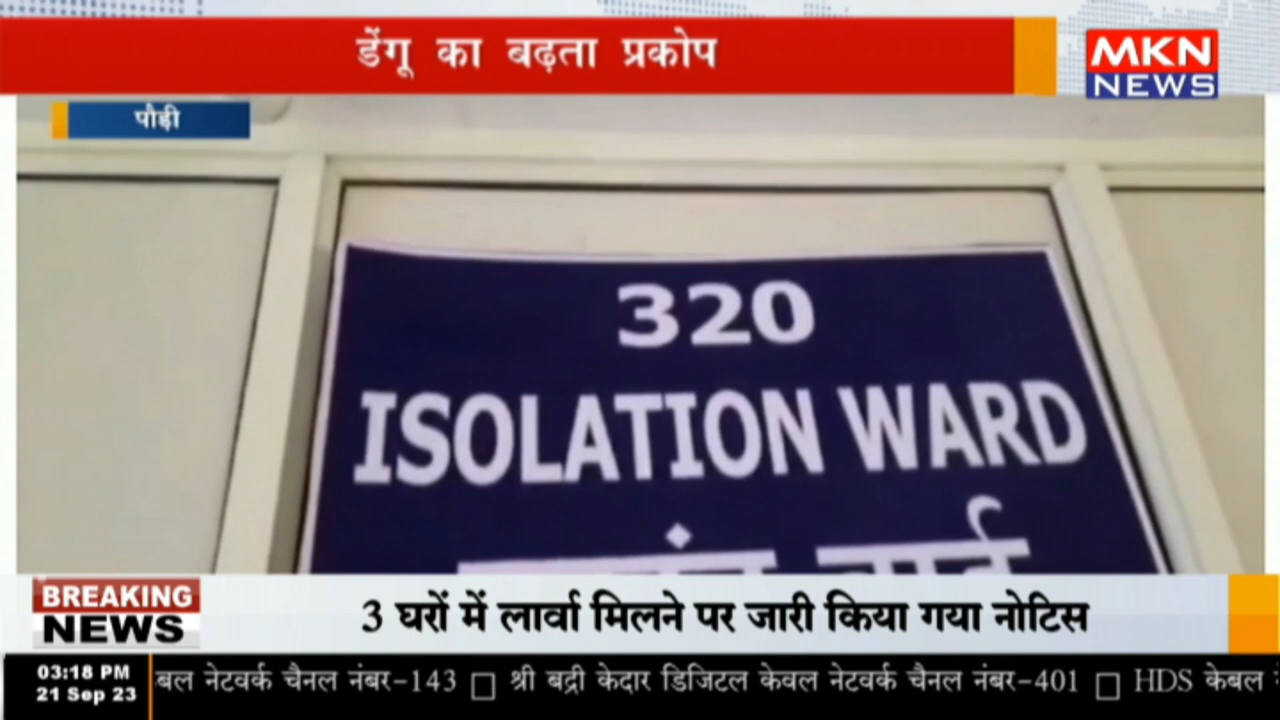 डेंगू का बढ़ता प्रकोप
MKN
NEWS
पौड़ी
320
ISOLATION WARD
BREAKING
NEWS
3 घरों में लार्वा मिलने पर जारी किया गया नोटिस
03:18 PM
21 Sep 23
बल नेटवर्क चैनल नंबर-143 □ श्री बद्री केदार डिजिटल केवल नेटवर्क चैनल नंबर-401 □ HDS केबल